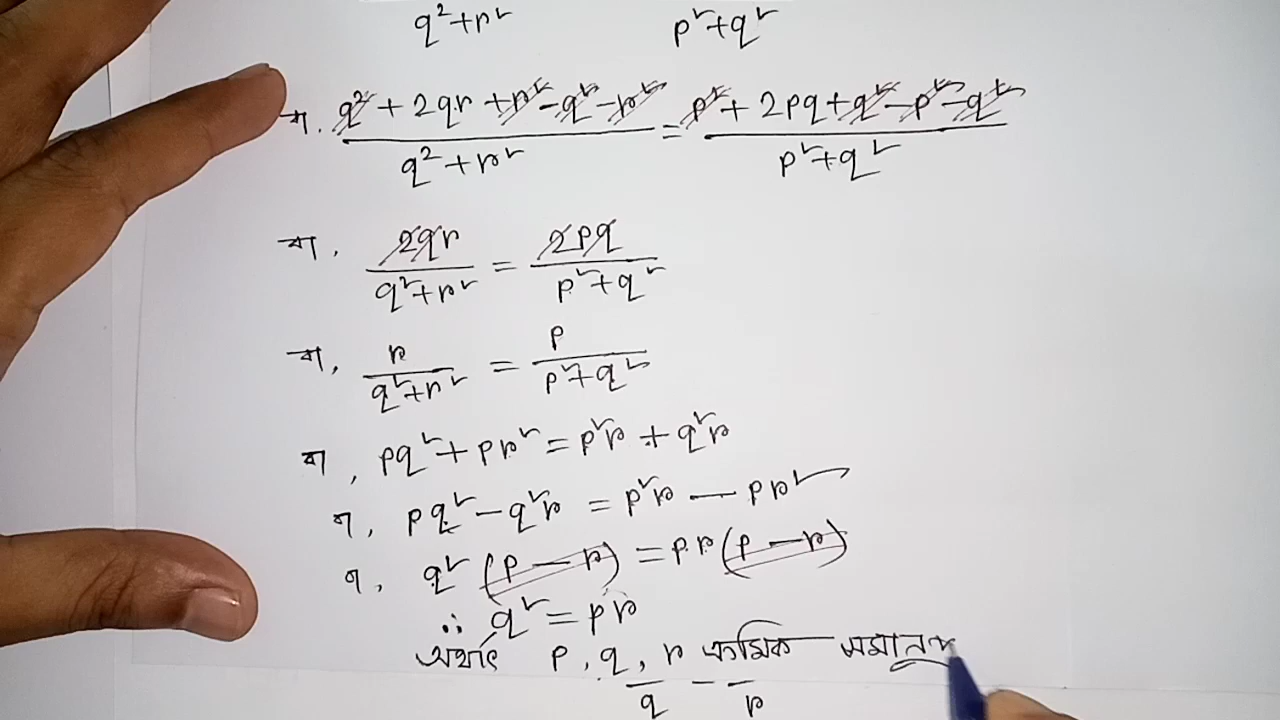 q² + r² p² + q²
বা, (q² + 2qr + r² - q² - r²)/(q² + r²) = (p² + 2pq + q² - p² - q²)/(p² + q²)
বা, 2qr/(q² + r²) = 2pq/(p² + q²)
বা, r/(q² + r²) = p/(p² + q²)
বা, pq² + pr² = p²r + q²r
বা, pq² - q²r = p²r - pr²
বা, q² (p - r) = pr (p - r)
∴ q² = pr
অর্থাৎ p, q, r ক্রমিক
q r